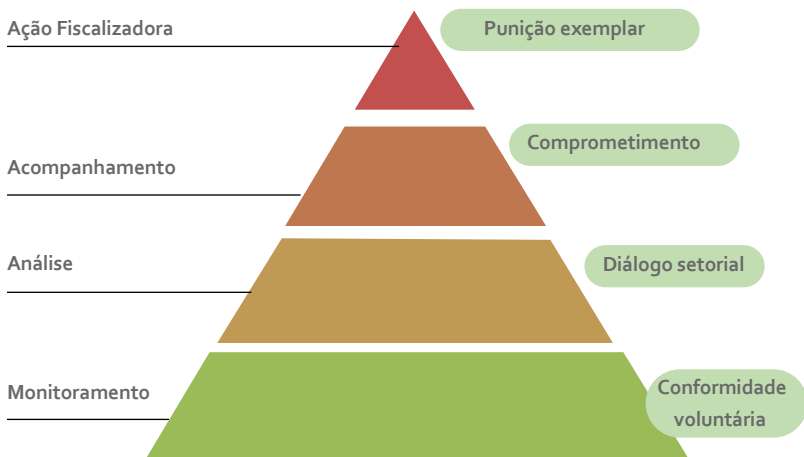 Ação Fiscalizadora
Punição exemplar
Acompanhamento
Comprometimento
Análise
Diálogo setorial
Monitoramento
Conformidade
voluntária